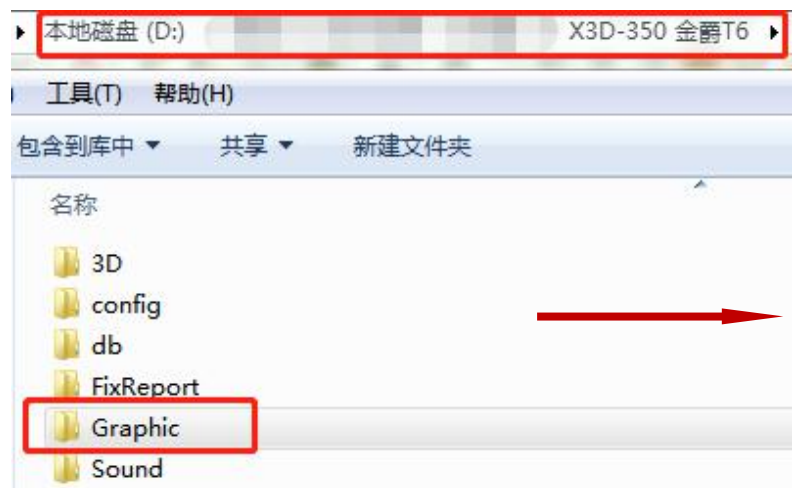 本地磁盘 (D:) X3D-350 金爵T6
工具(T) 帮助(H)
包含到库中 共享 新建文件夹
名称
3D
config
db
FixReport
Graphic
Sound